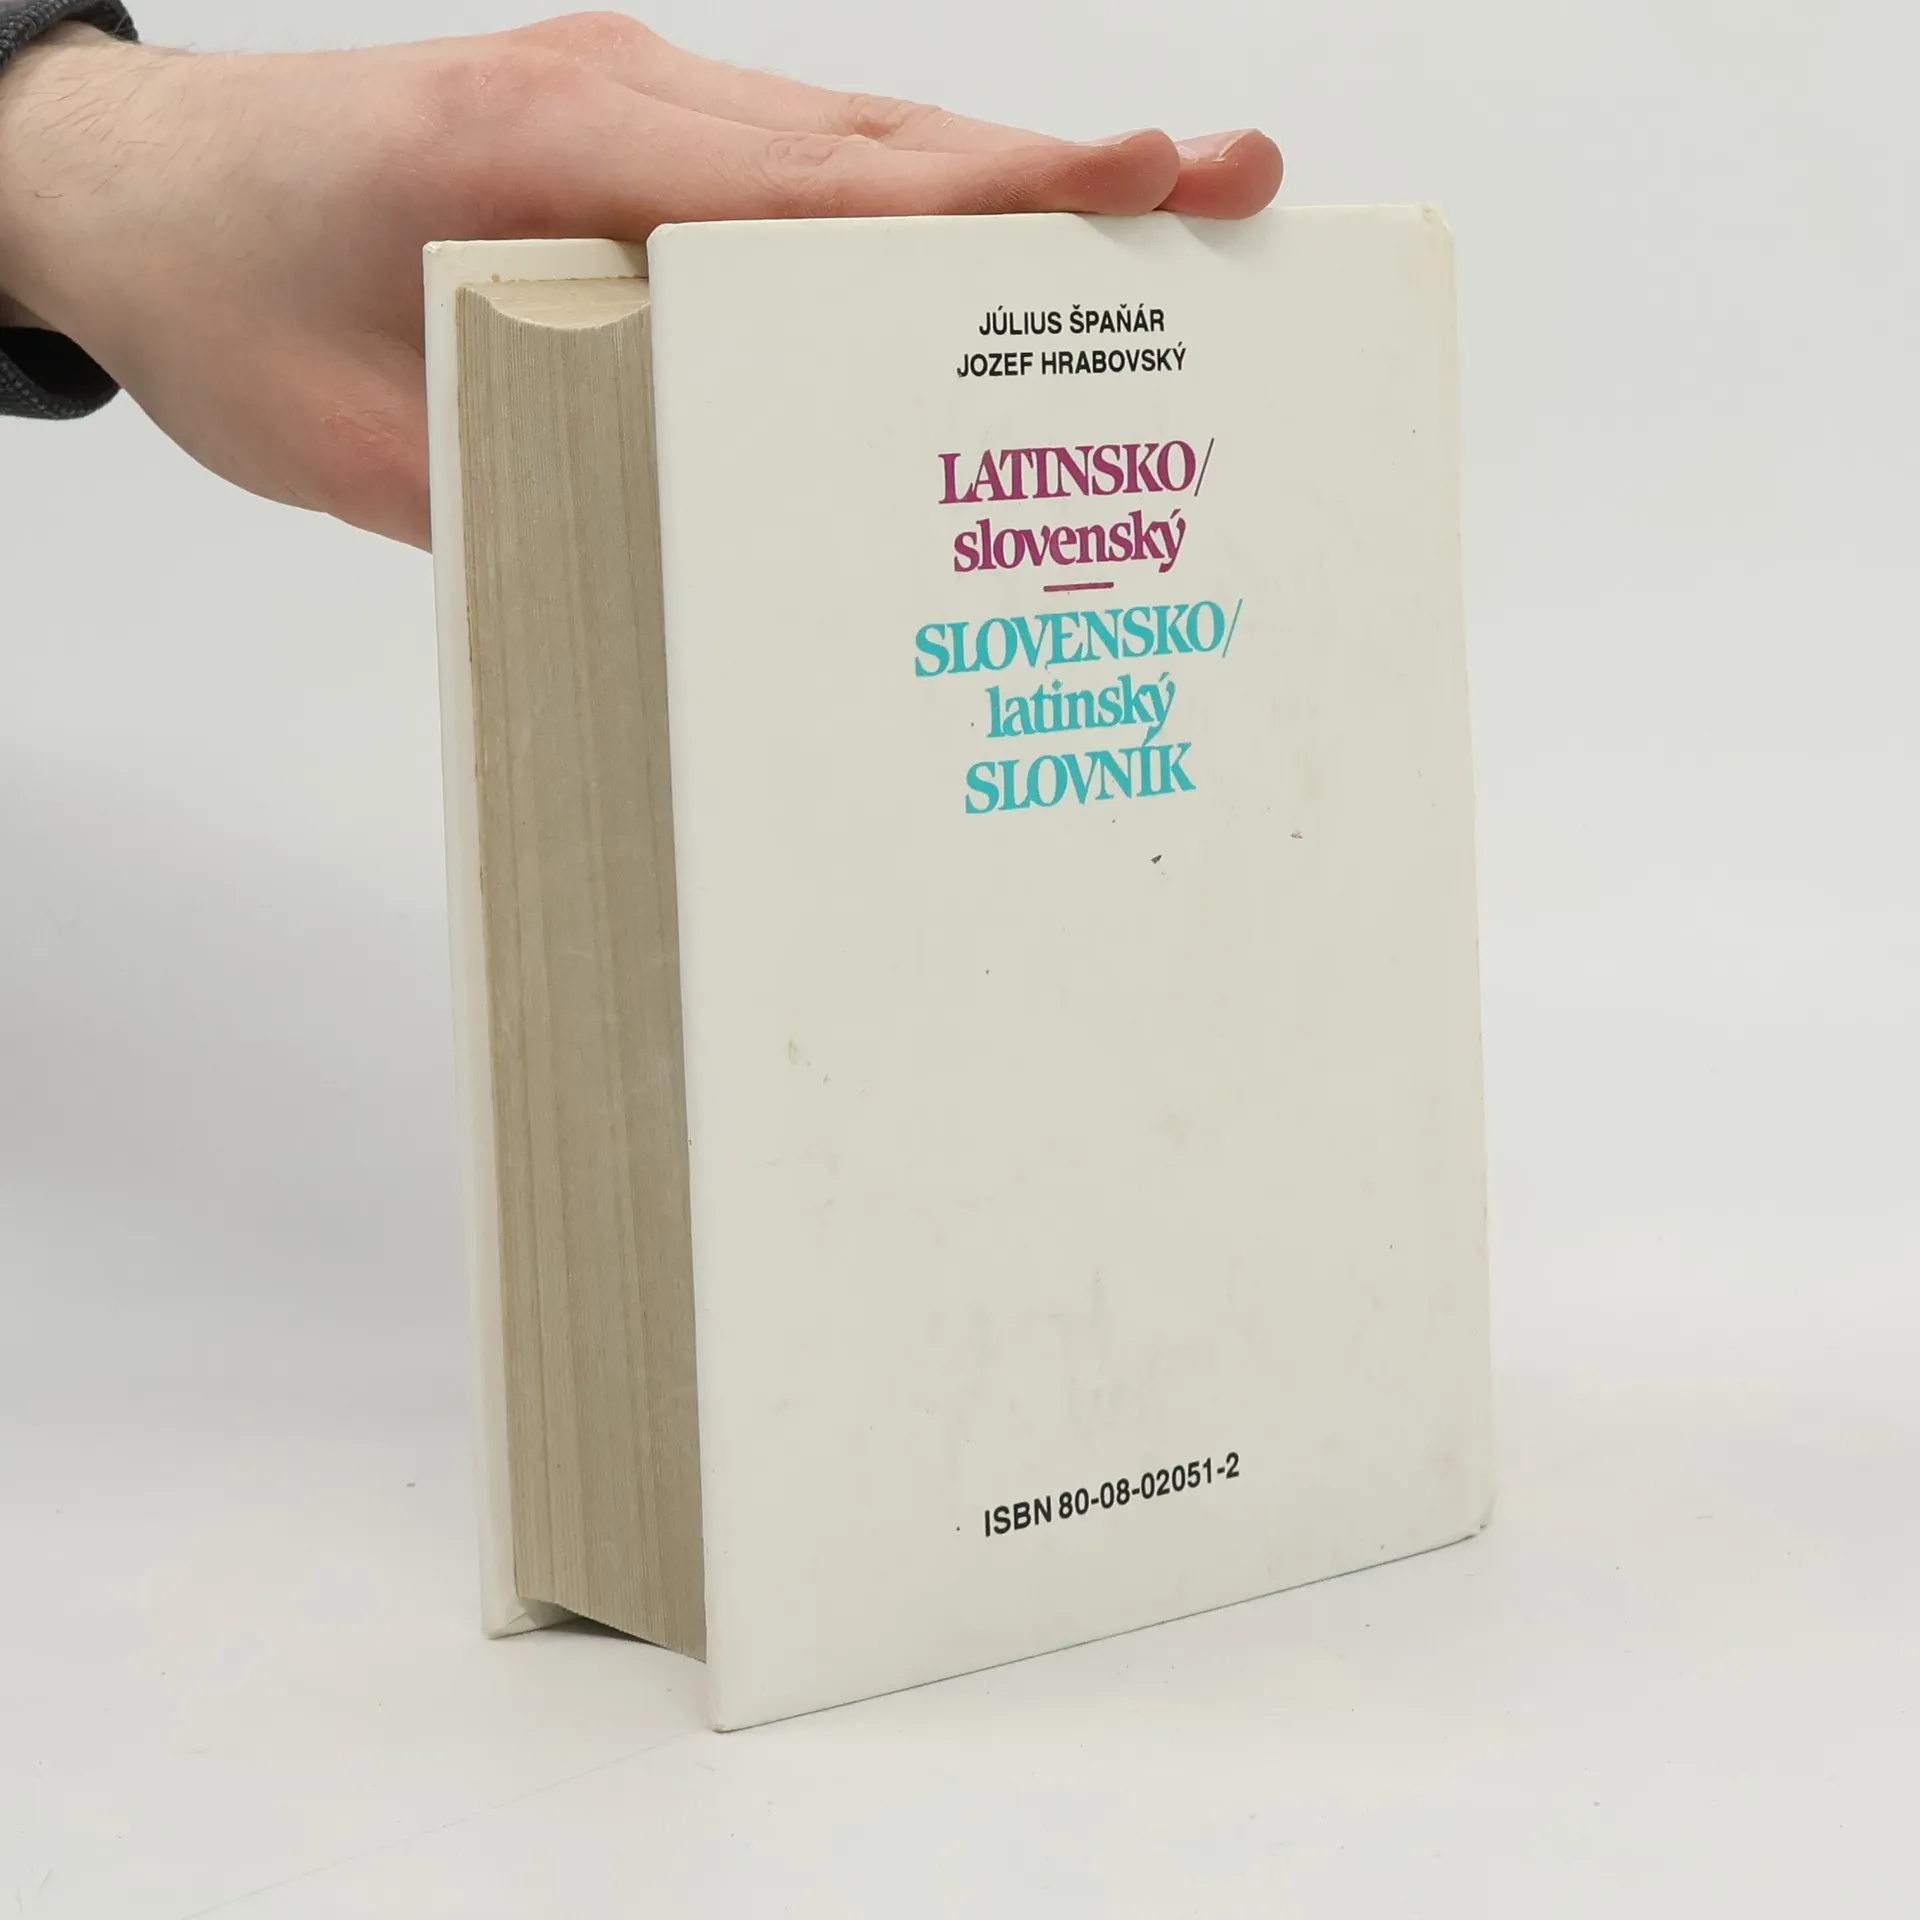 JÚLIUS ŠPAŇÁR
JOZEF HRABOVSKÝ
LATINSKO/
slovenský
SLOVENSKO/
latinský
SLOVNÍK
ISBN 80-08-02051-2